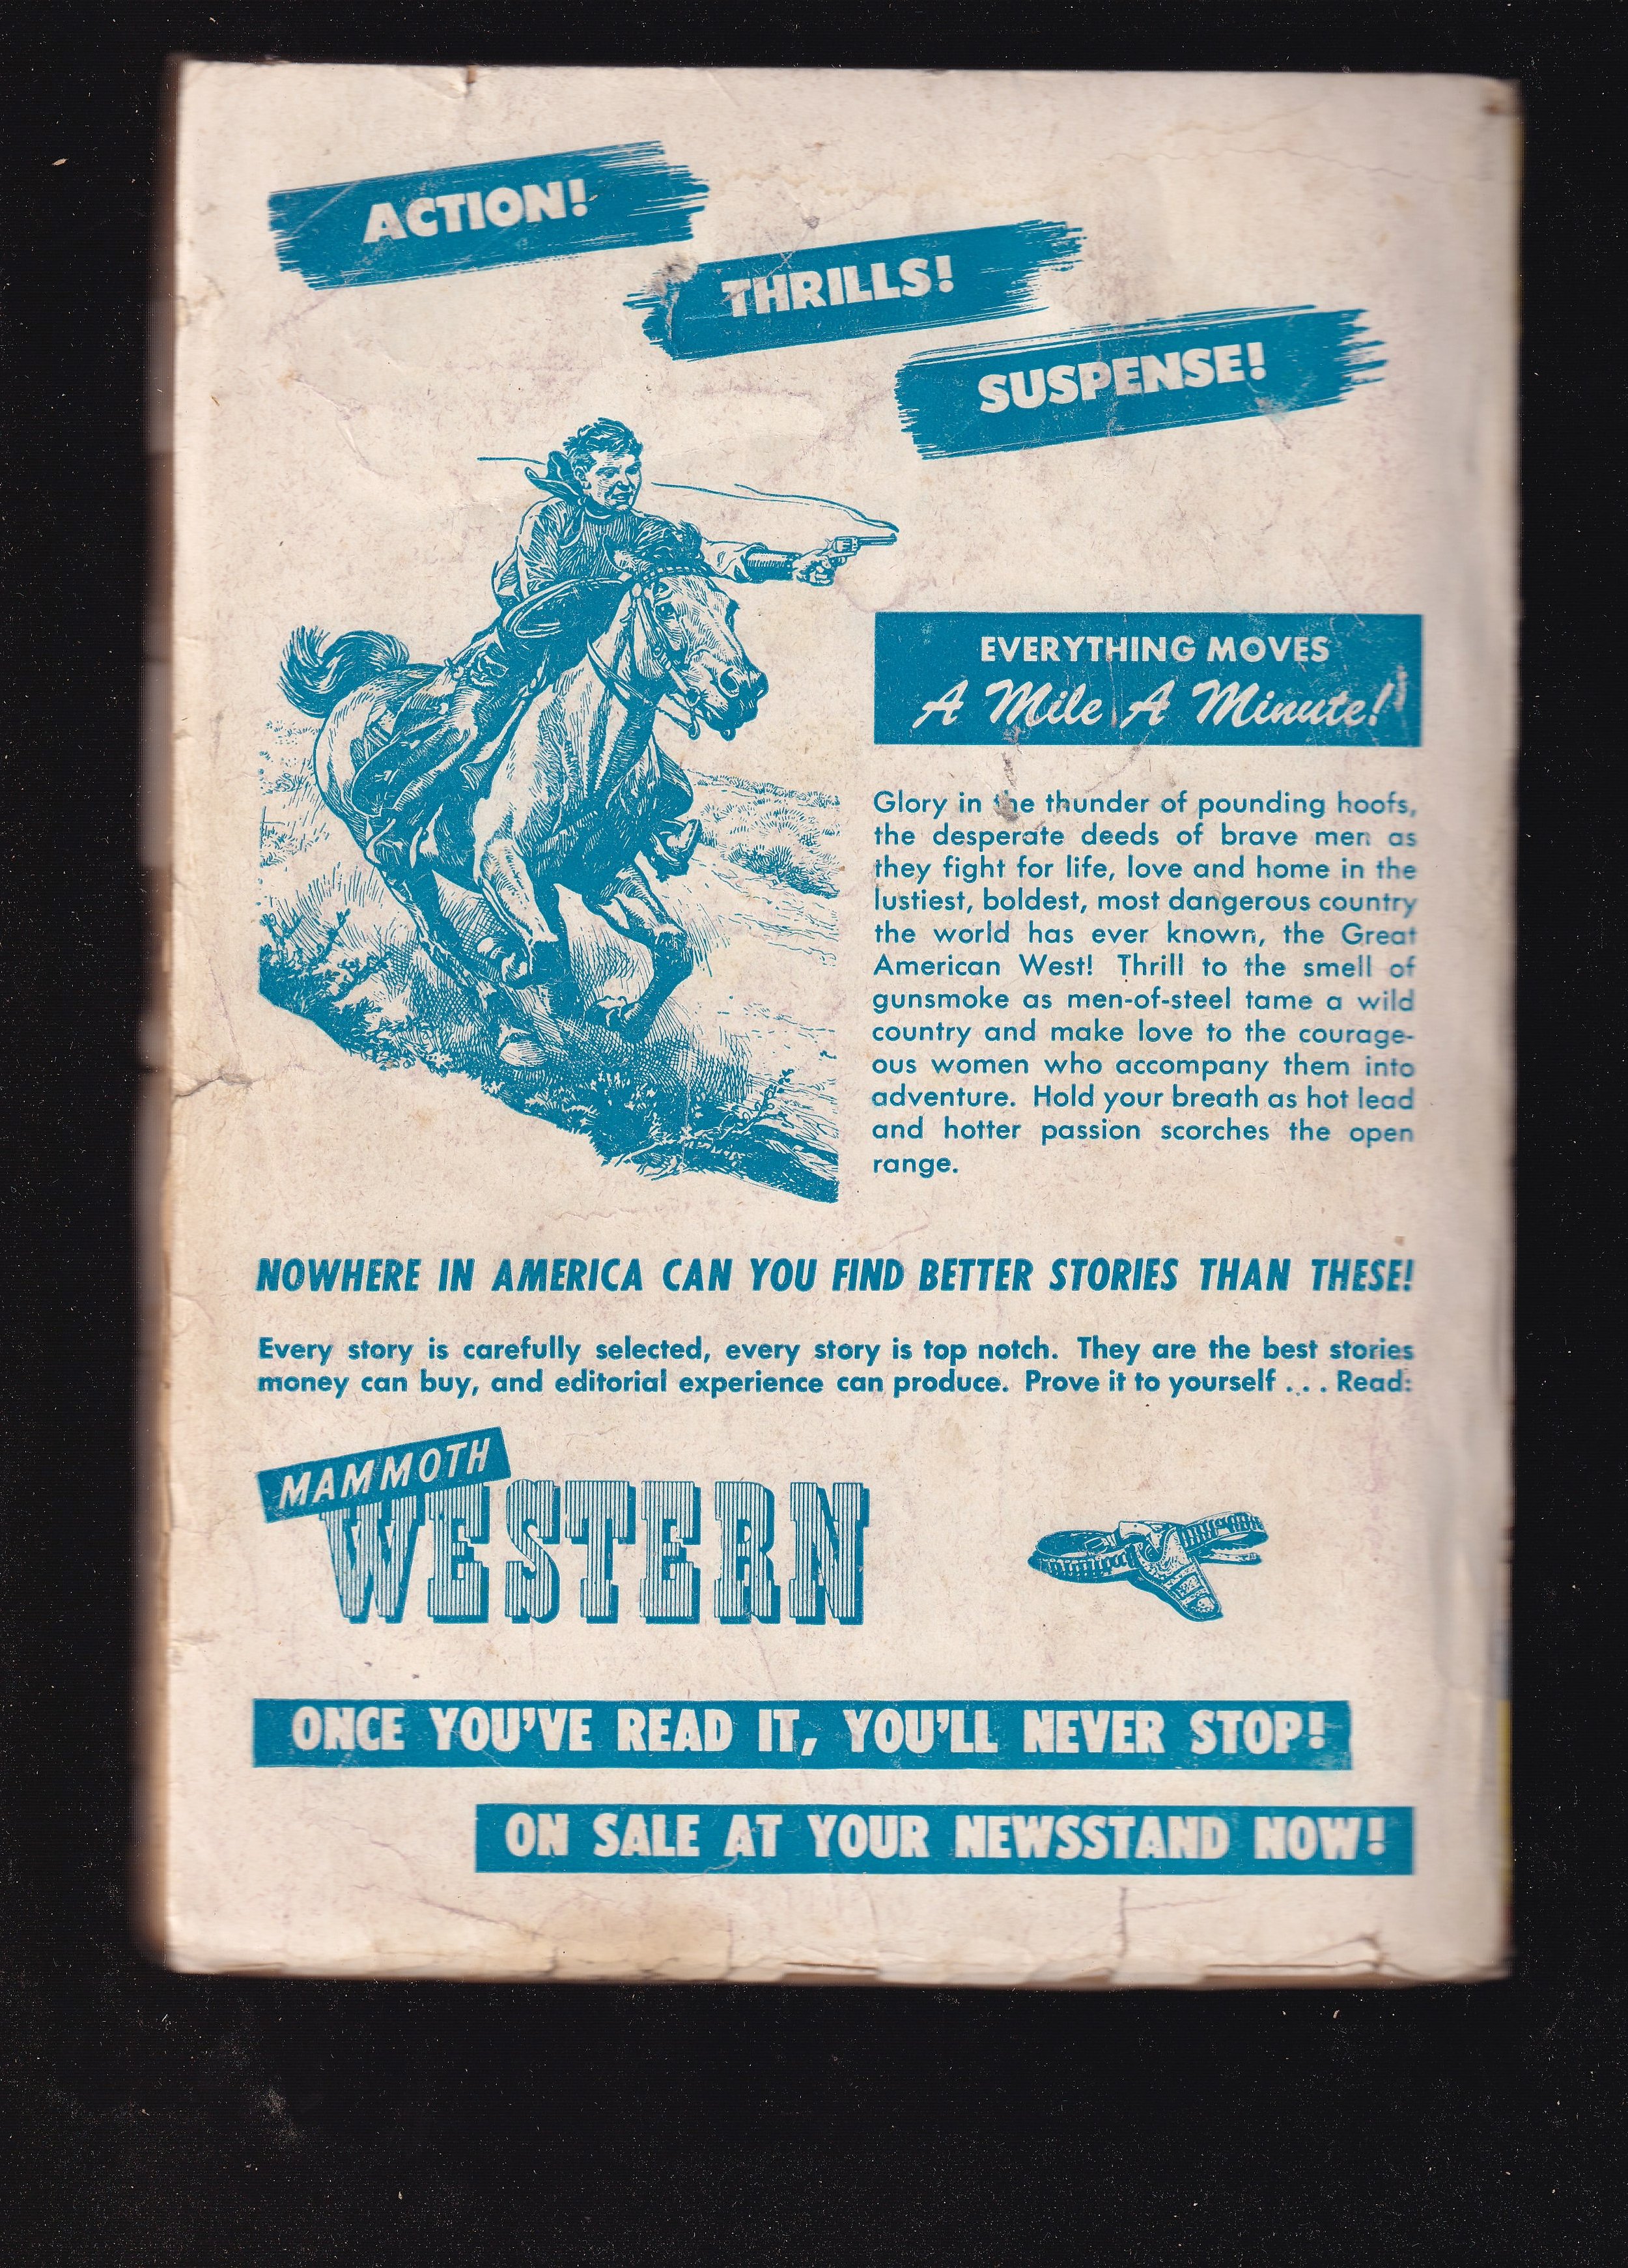 ACTION!
THRILLS!
SUSPENSE!
EVERYTHING MOVES
A Mile A Minute!
Glory in the thunder of pounding hoofs,
the desperate deeds of brave men as
they fight for life, love and home in the
lustiest, boldest, most dangerous country
the world has ever known, the Great
American West! Thrill to the smell of
gunsmoke as men-of-steel tame a wild
country and make love to the courage-
ous women who accompany them into
adventure. Hold your breath as hot lead
and hotter passion scorches the open
range.
NOWHERE IN AMERICA CAN YOU FIND BETTER STORIES THAN THESE!
Every story is carefully selected, every story is top notch. They are the best stories
money can buy, and editorial experience can produce. Prove it to yourself . . . Read:
MAMMOTH
WESTERN
ONCE YOU'VE READ IT, YOU'LL NEVER STOP!
ON SALE AT YOUR NEWSSTAND NOW!